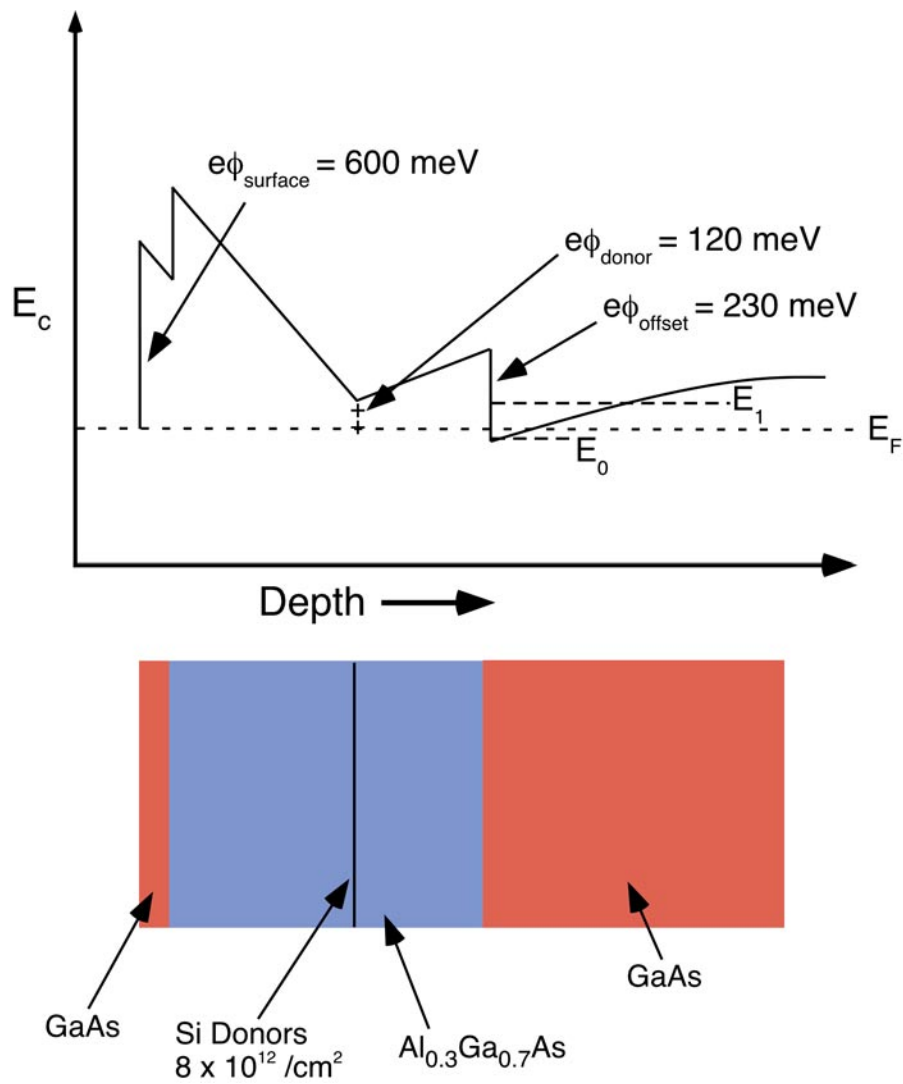 eϕsurface = 600 meV
eϕdonor = 120 meV
eϕoffset = 230 meV
Ec
E1
EF
E0
Depth
GaAs
Si Donors
8 x 10¹² /cm²
Al0.3Ga0.7As
GaAs